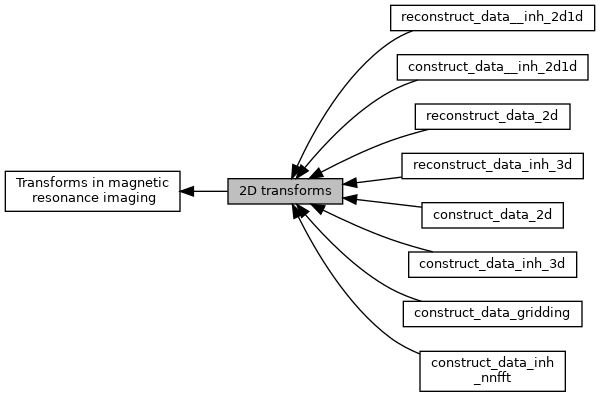 reconstruct_data__inh_2d1d
construct_data__inh_2d1d
reconstruct_data_2d
reconstruct_data_inh_3d
Transforms in magnetic
resonance imaging
2D transforms
construct_data_2d
construct_data_inh_3d
construct_data_gridding
construct_data_inh
_nnfft